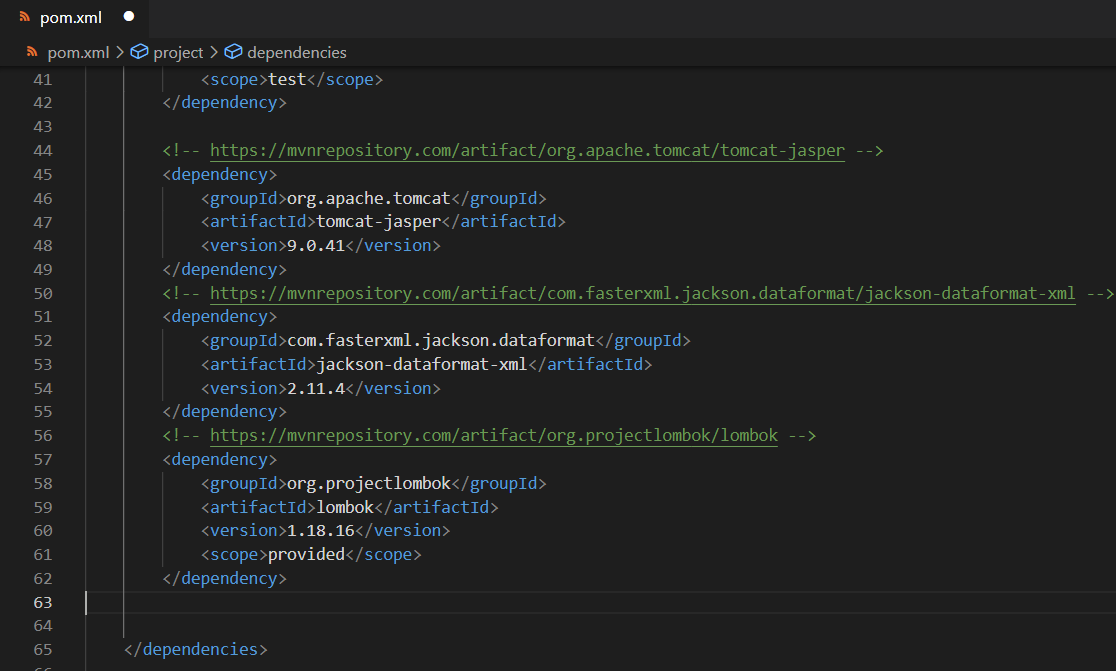 pom.xml
pom.xml > project > dependencies
41 <scope>test</scope>
42 </dependency>
43
44 <!-- https://mvnrepository.com/artifact/org.apache.tomcat/tomcat-jasper -->
45 <dependency>
46 <groupId>org.apache.tomcat</groupId>
47 <artifactId>tomcat-jasper</artifactId>
48 <version>9.0.41</version>
49 </dependency>
50 <!-- https://mvnrepository.com/artifact/com.fasterxml.jackson.dataformat/jackson-dataformat-xml -->
51 <dependency>
52 <groupId>com.fasterxml.jackson.dataformat</groupId>
53 <artifactId>jackson-dataformat-xml</artifactId>
54 <version>2.11.4</version>
55 </dependency>
56 <!-- https://mvnrepository.com/artifact/org.projectlombok/lombok -->
57 <dependency>
58 <groupId>org.projectlombok</groupId>
59 <artifactId>lombok</artifactId>
60 <version>1.18.16</version>
61 <scope>provided</scope>
62 </dependency>
63
64
65 </dependencies>